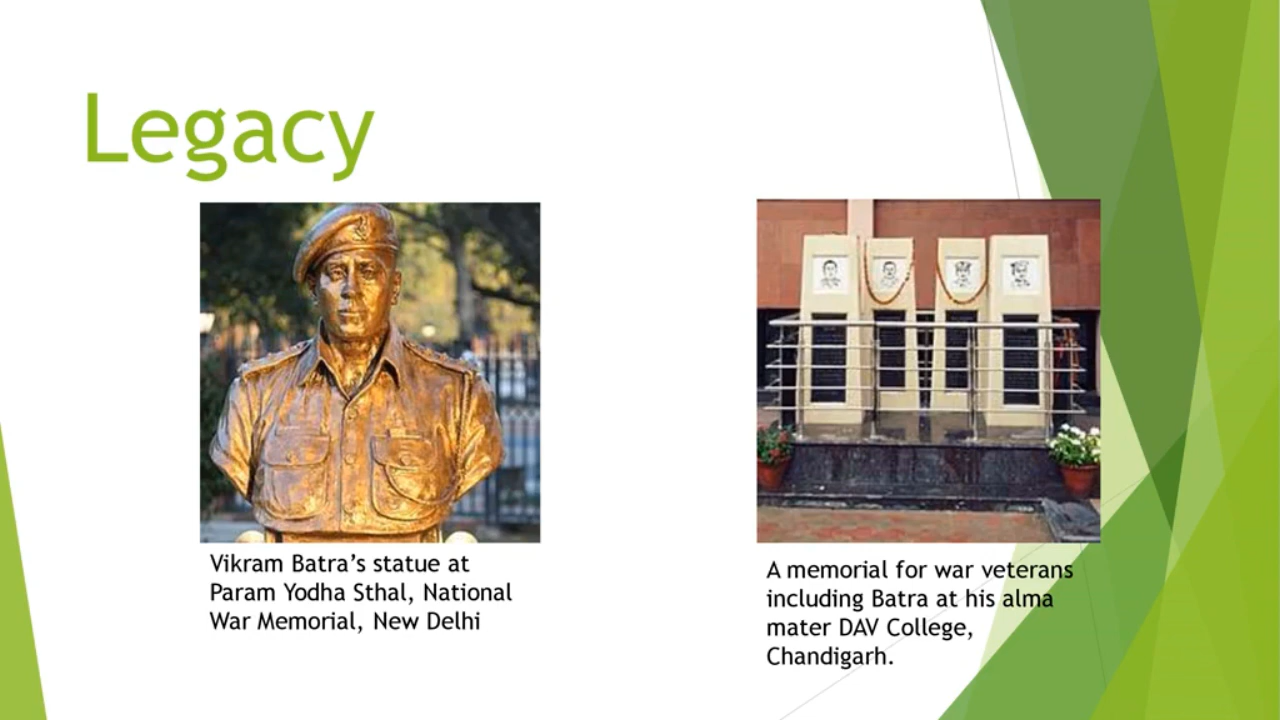 Legacy
Vikram Batra’s statue at
Param Yodha Sthal, National
War Memorial, New Delhi
A memorial for war veterans
including Batra at his alma
mater DAV College,
Chandigarh.